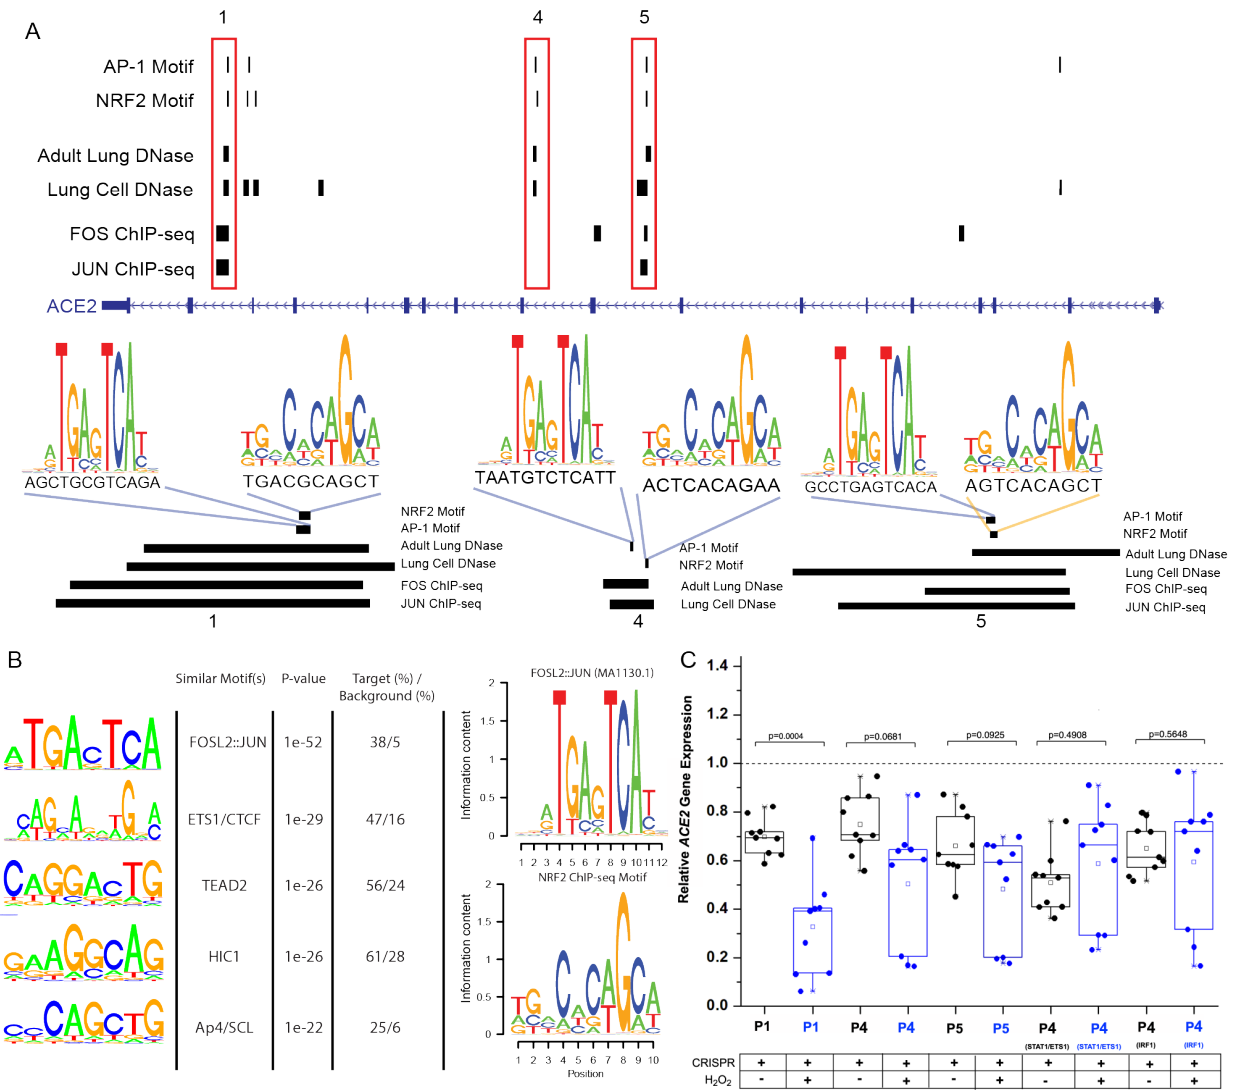 A
1 4 5
AP-1 Motif
NRF2 Motif
Adult Lung DNase
Lung Cell DNase
FOS ChIP-seq
JUN ChIP-seq
ACE2
AGCTGCGTCAGA
TGACGCAGCT
NRF2 Motif
AP-1 Motif
Adult Lung DNase
Lung Cell DNase
FOS ChIP-seq
JUN ChIP-seq
1
TAATGTCTCATT
ACTCACAGAA
AP-1 Motif
NRF2 Motif
Adult Lung DNase
Lung Cell DNase
4
GCCTGAGTCACA
AGTCACAGCT
AP-1 Motif
NRF2 Motif
Adult Lung DNase
Lung Cell DNase
FOS ChIP-seq
JUN ChIP-seq
5
B
Similar Motif(s) P-value Target (%) /
Background (%)
FOSL2::JUN 1e-52 38/5
ETS1/CTCF 1e-29 47/16
TEAD2 1e-26 56/24
HIC1 1e-26 61/28
Ap4/SCL 1e-22 25/6
FOSL2::JUN (MA1130.1)
Information content
2
1.5
1
0.5
0
1 2 3 4 5 6 7 8 9 10 11 12
NRF2 ChIP-seq Motif
Information content
2
1.5
1
0.5
0
1 2 3 4 5 6 7 8 9 10
Position
C
Relative ACE2 Gene Expression
1.4
1.2
1.0
0.8
0.6
0.4
0.2
0.0
p=0.0004
p=0.0681
p=0.0925
p=0.4908
p=0.5648
P1 P1 P4 P4 P5 P5 P4 P4 P4 P4
(STAT1/ETS1) (STAT1/ETS1) (IRF1) (IRF1)
CRISPR + + + + + + + + + +
H2O2 - + - + - + - + - +